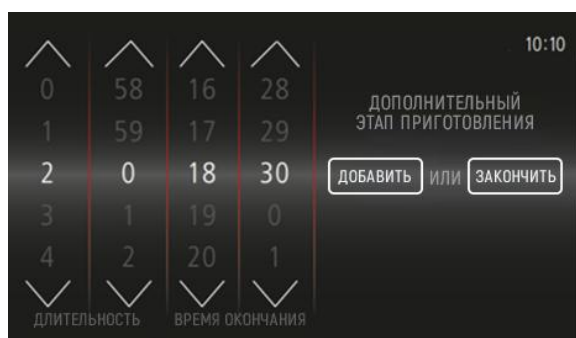 10:10
0 58 16 28
1 59 17 29
2 0 18 30
3 1 19 0
4 2 20 1
ДЛИТЕЛЬНОСТЬ ВРЕМЯ ОКОНЧАНИЯ
ДОПОЛНИТЕЛЬНЫЙ
ЭТАП ПРИГОТОВЛЕНИЯ
ДОБАВИТЬ ИЛИ ЗАКОНЧИТЬ